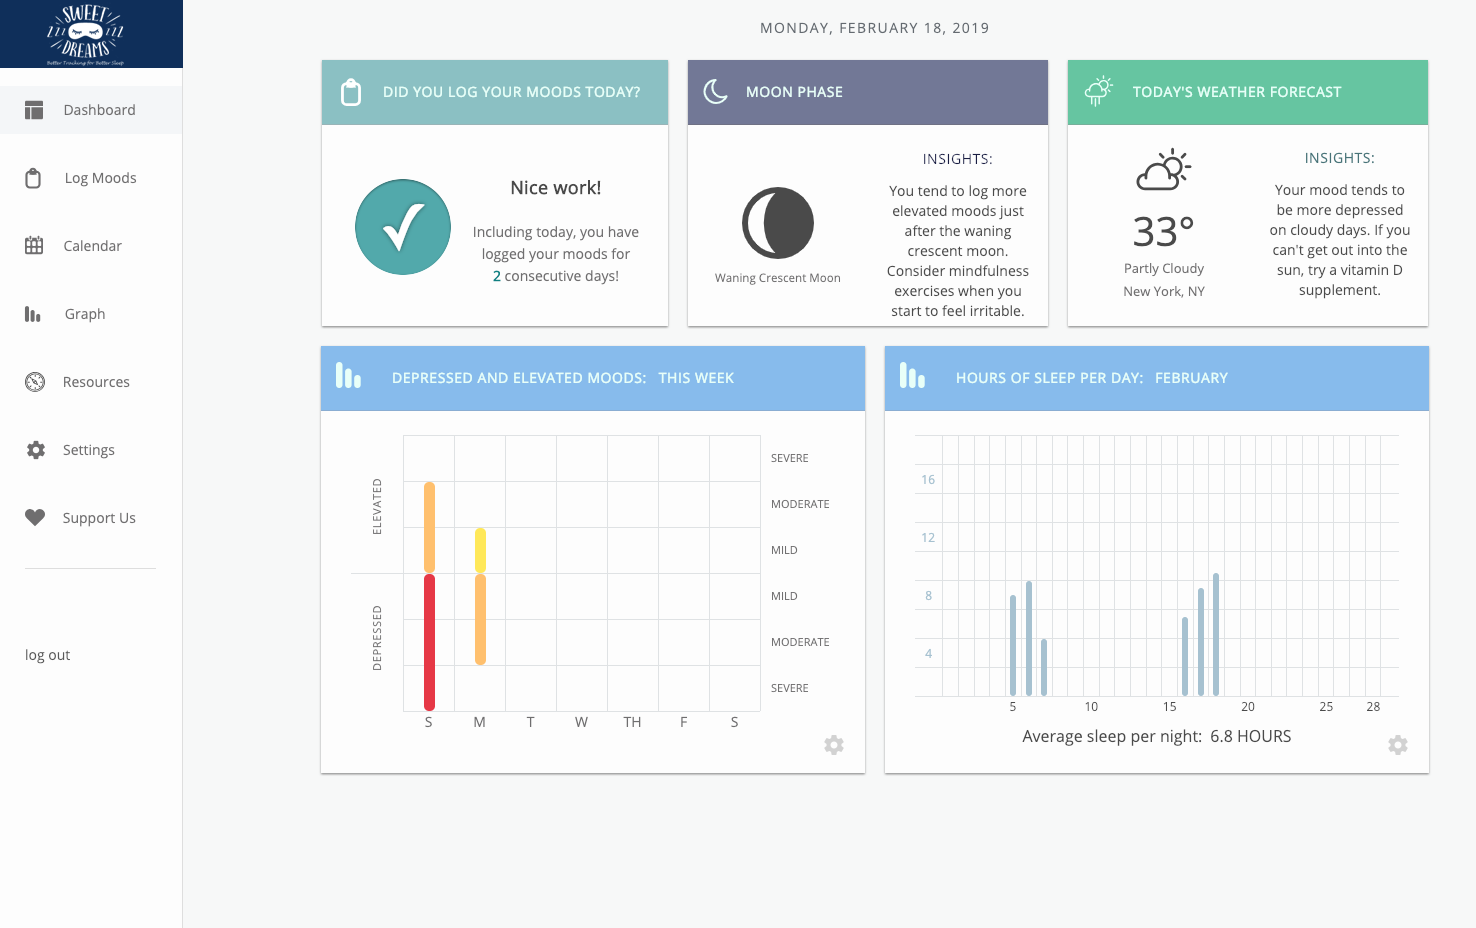 SWEET
ZZZ ZZZ
DREAMS
Better Tracking for Better Sleep
Dashboard
Log Moods
Calendar
Graph
Resources
Settings
Support Us
log out
MONDAY, FEBRUARY 18, 2019
DID YOU LOG YOUR MOODS TODAY?
Nice work!
Including today, you have
logged your moods for
2 consecutive days!
MOON PHASE
Waning Crescent Moon
INSIGHTS:
You tend to log more
elevated moods just
after the waning
crescent moon.
Consider mindfulness
exercises when you
start to feel irritable.
TODAY'S WEATHER FORECAST
33°
Partly Cloudy
New York, NY
INSIGHTS:
Your mood tends to
be more depressed
on cloudy days. If you
can't get out into the
sun, try a vitamin D
supplement.
DEPRESSED AND ELEVATED MOODS: THIS WEEK
ELEVATED
DEPRESSED
SEVERE
MODERATE
MILD
MILD
MODERATE
SEVERE
S M T W TH F S
HOURS OF SLEEP PER DAY: FEBRUARY
16
12
8
4
5 10 15 20 25 28
Average sleep per night: 6.8 HOURS